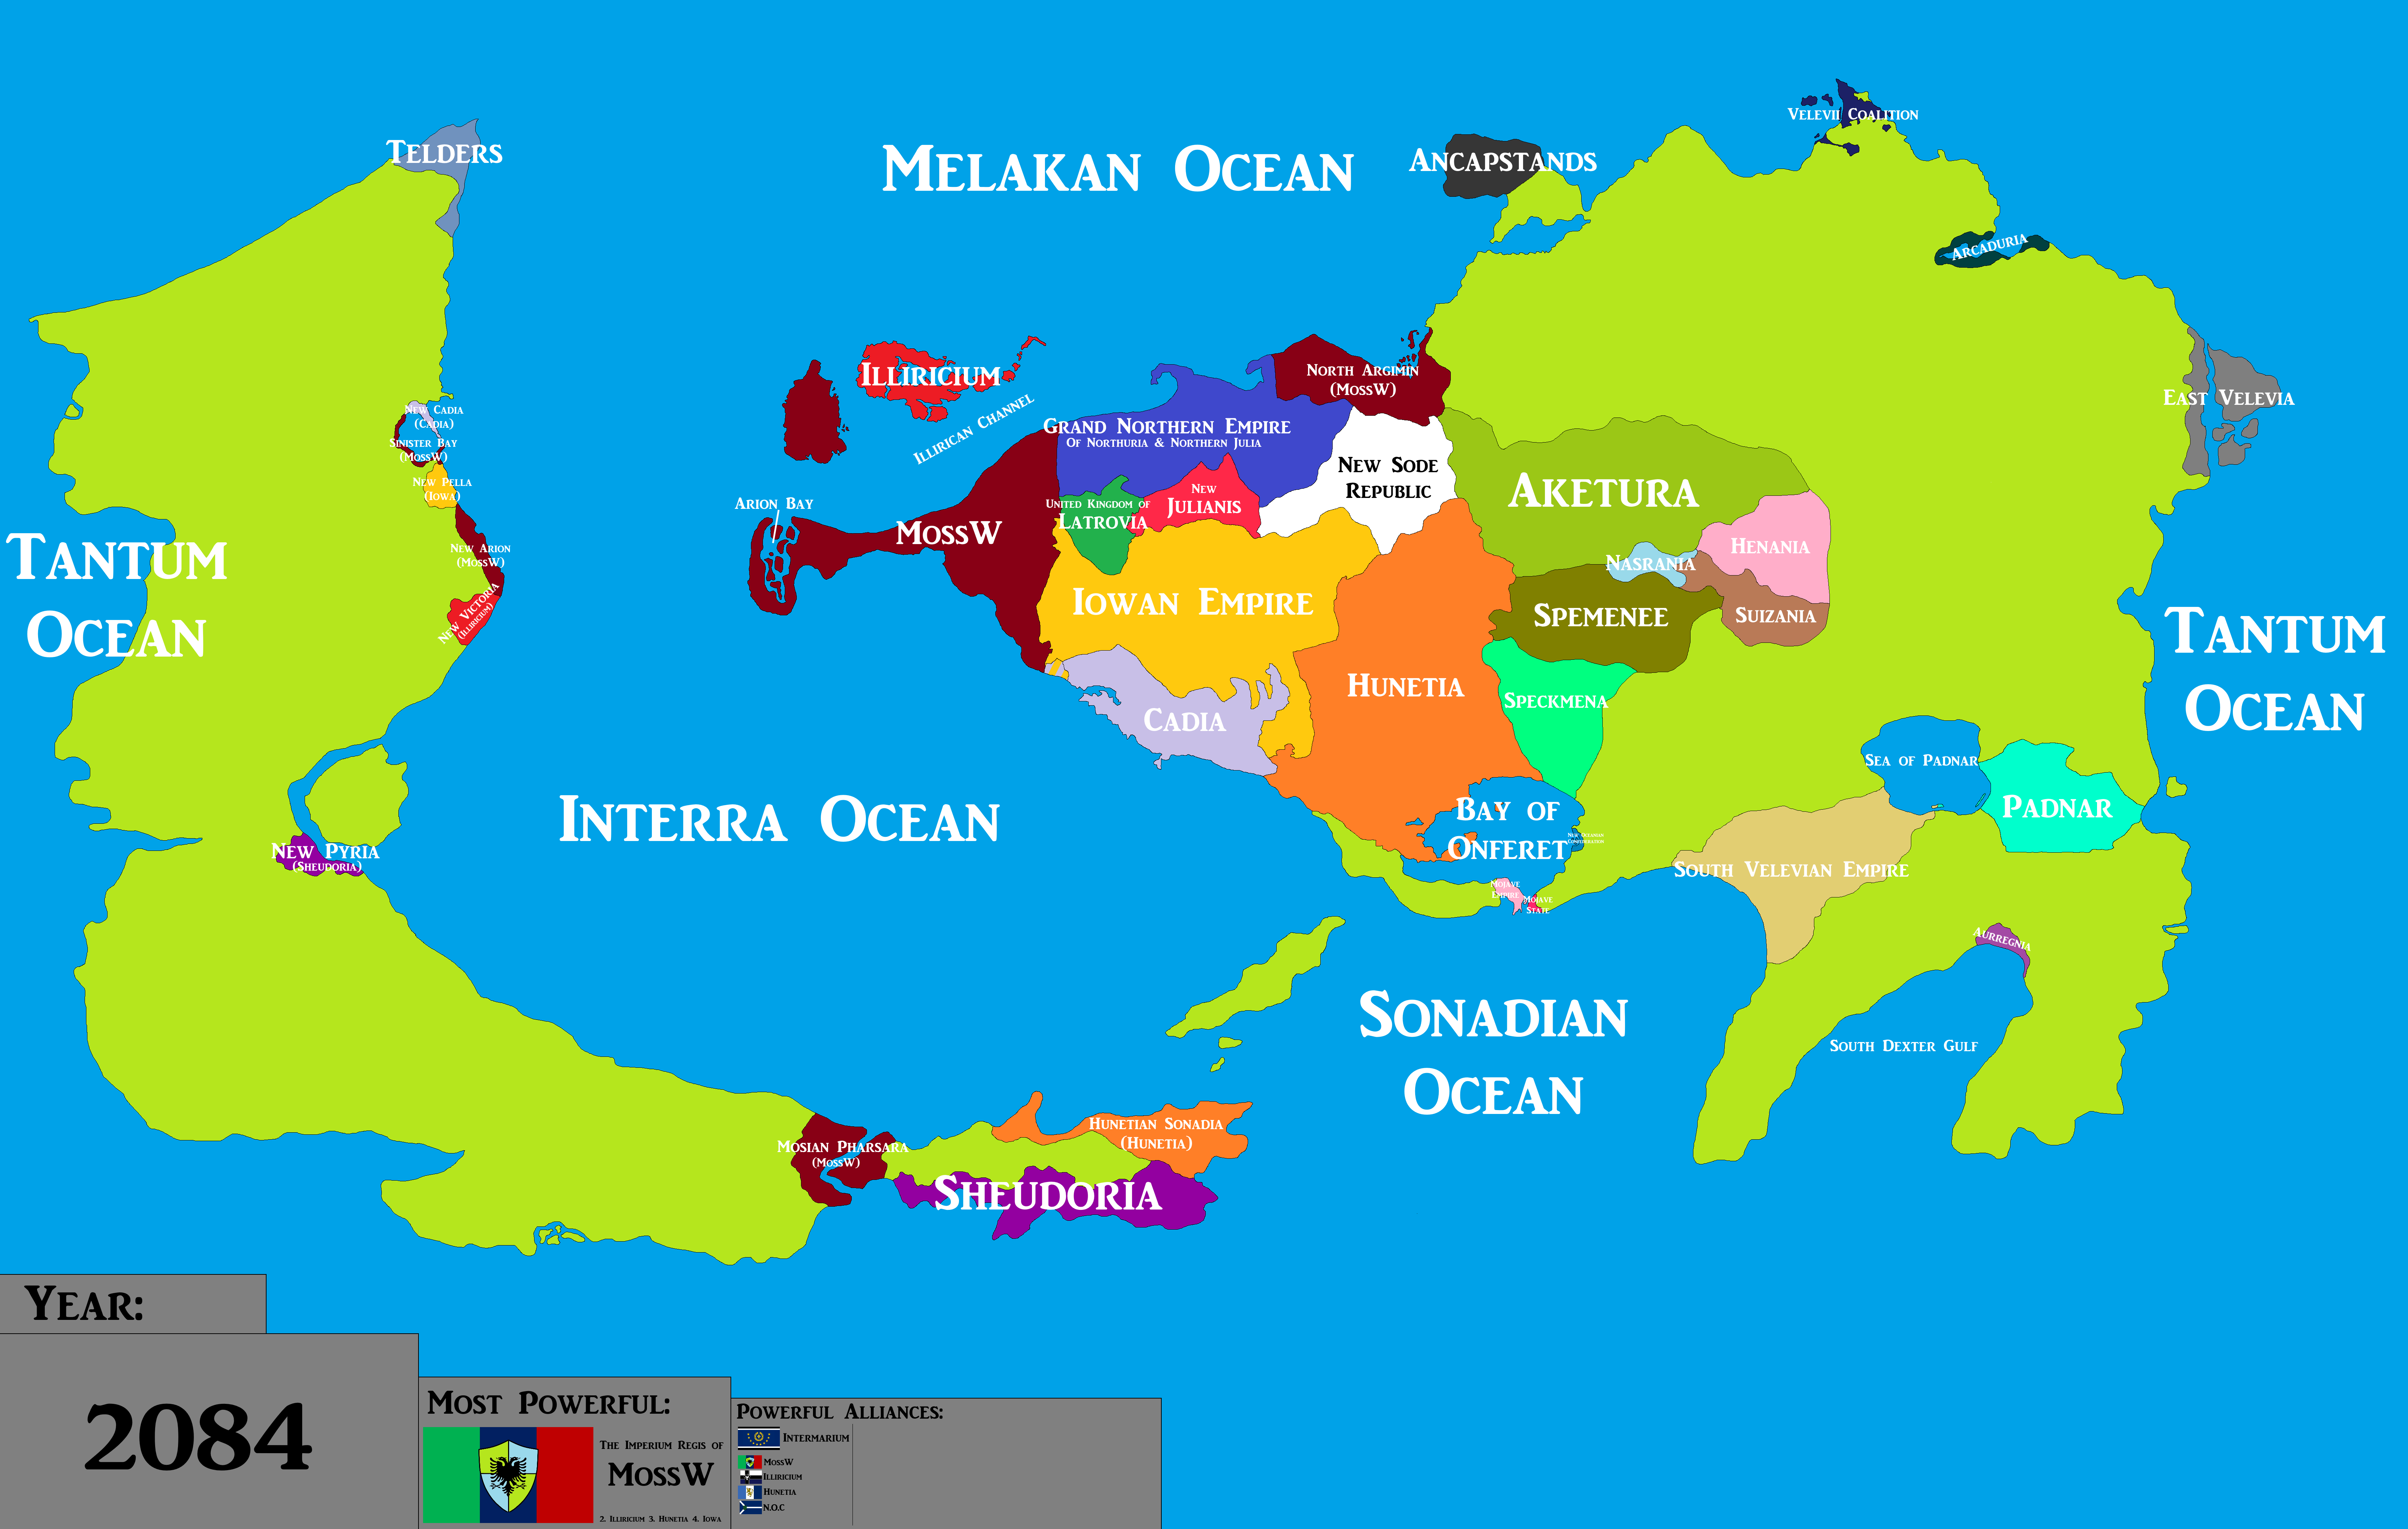 Velevii Coalition
Telders
Melakan Ocean
Ancapstands
Arcaduria
Illiricium
North Argimin
(MossW)
East Velevia
New Cadia
(Cadia)
Illirican Channel
Grand Northern Empire
Of Northuria & Northern Julia
Sinister Bay
(MossW)
New Sode
Republic
New Pella
(Iowa)
New
Julianis
Aketura
Arion Bay
United Kingdom of
Latrovia
MossW
Henania
New Arion
(MossW)
Nasrania
Tantum
Ocean
New Victoria
(Illiricium)
Iowan Empire
Spemenee
Suizania
Tantum
Ocean
Hunetia
Speckmena
Cadia
Sea of Padnar
Interra Ocean
Bay of
Onferet
New Oceanan
Confederation
Padnar
New Pyria
(Sheudoria)
South Velevian Empire
Mojave
Empire
Mojave
State
Aurregnia
Sonadian
Ocean
South Dexter Gulf
Hunetian Sonadia
(Hunetia)
Mosian Pharsara
(MossW)
Sheudoria
Year:
2084
Most Powerful:
The Imperium Regis of
MossW
2. Illiricium 3. Hunetia 4. Iowa
Powerful Alliances:
Intermarium
MossW
Illiricium
Hunetia
N.O.C